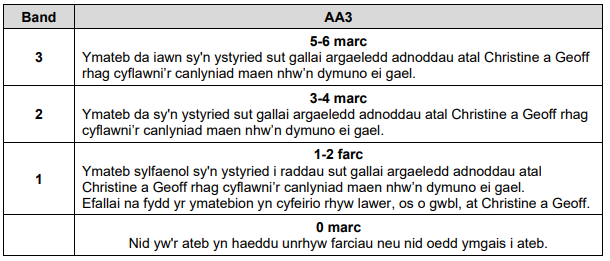 Band AA3
5-6 marc
3 Ymateb da iawn sy'n ystyried sut gallai argaeledd adnoddau atal Christine a Geoff
rhag cyflawni'r canlyniad maen nhw'n dymuno ei gael.
3-4 marc
2 Ymateb da sy'n ystyried sut gallai argaeledd adnoddau atal Christine a Geoff rhag
cyflawni'r canlyniad maen nhw'n dymuno ei gael.
1-2 farc
1 Ymateb sylfaenol sy'n ystyried i raddau sut gallai argaeledd adnoddau atal
Christine a Geoff rhag cyflawni'r canlyniad maen nhw'n dymuno ei gael.
Efallai na fydd yr ymatebion yn cyfeirio rhyw lawer, os o gwbl, at Christine a Geoff.
0 marc
Nid yw'r ateb yn haeddu unrhyw farciau neu nid oedd ymgais i ateb.